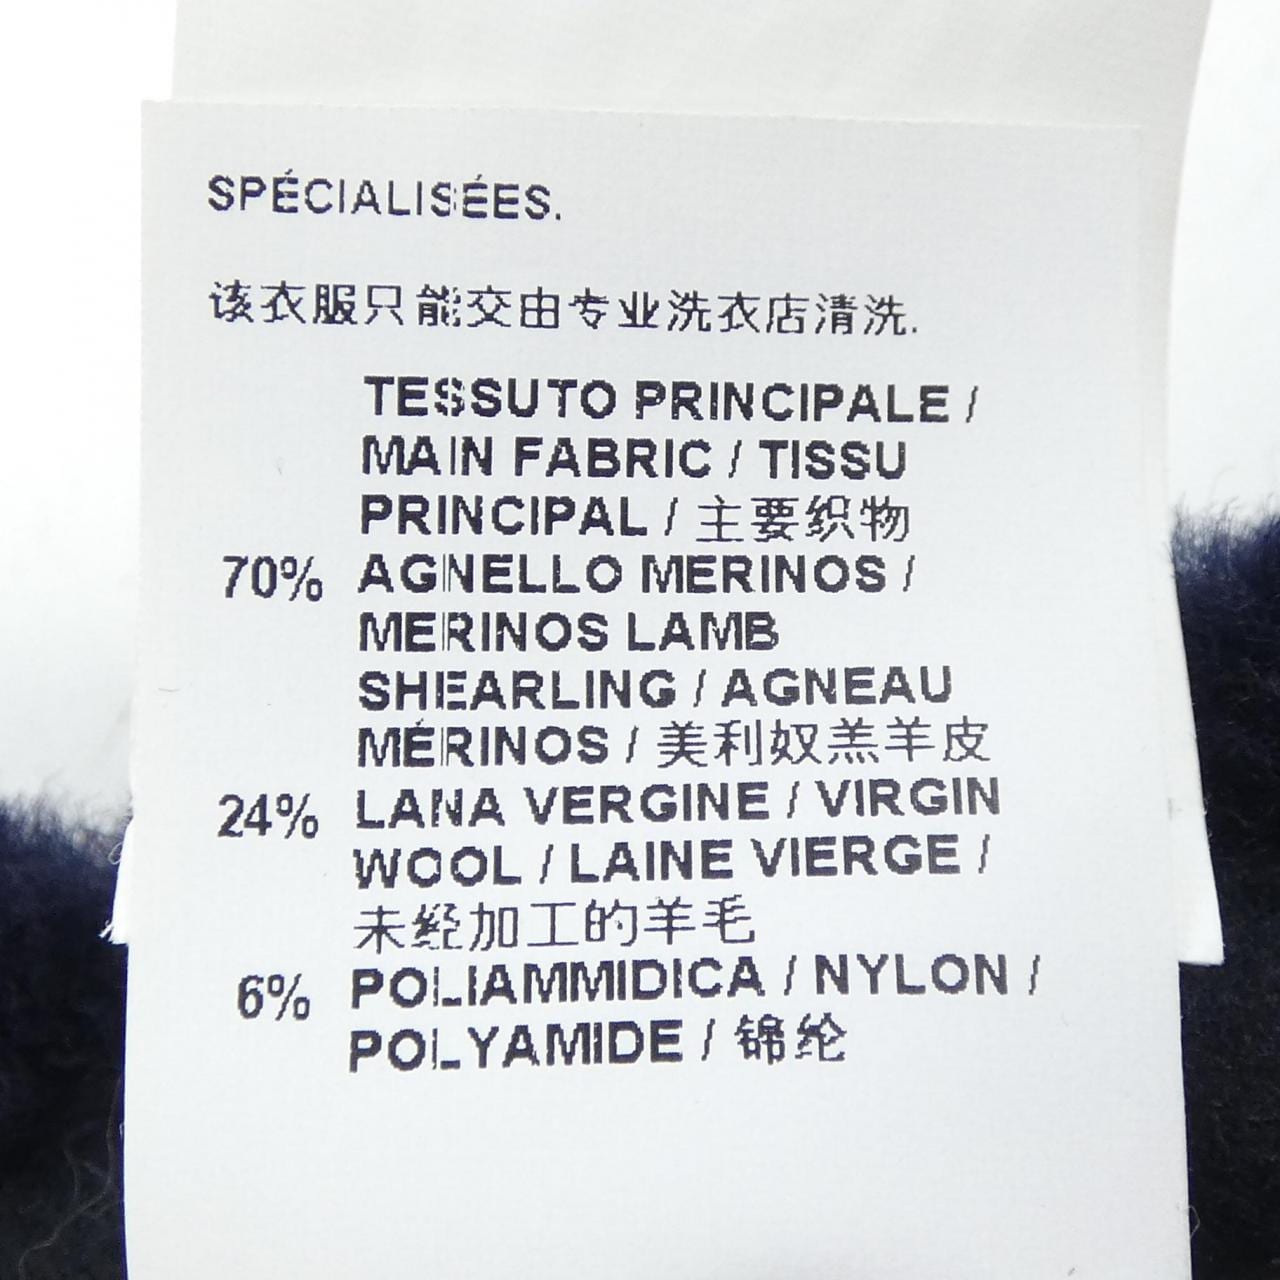 SPÉCIALISÉES.
该衣服只能交由专业洗衣店清洗.
TESSUTO PRINCIPALE /
MAIN FABRIC / TISSU
PRINCIPAL / 主要织物
70% AGNELLO MERINOS /
MERINOS LAMB
SHEARLING / AGNEAU
MÉRINOS / 美利奴羔羊皮
24% LANA VERGINE / VIRGIN
WOOL / LAINE VIERGE /
未经加工的羊毛
6% POLIAMMIDICA / NYLON /
POLYAMIDE / 锦纶